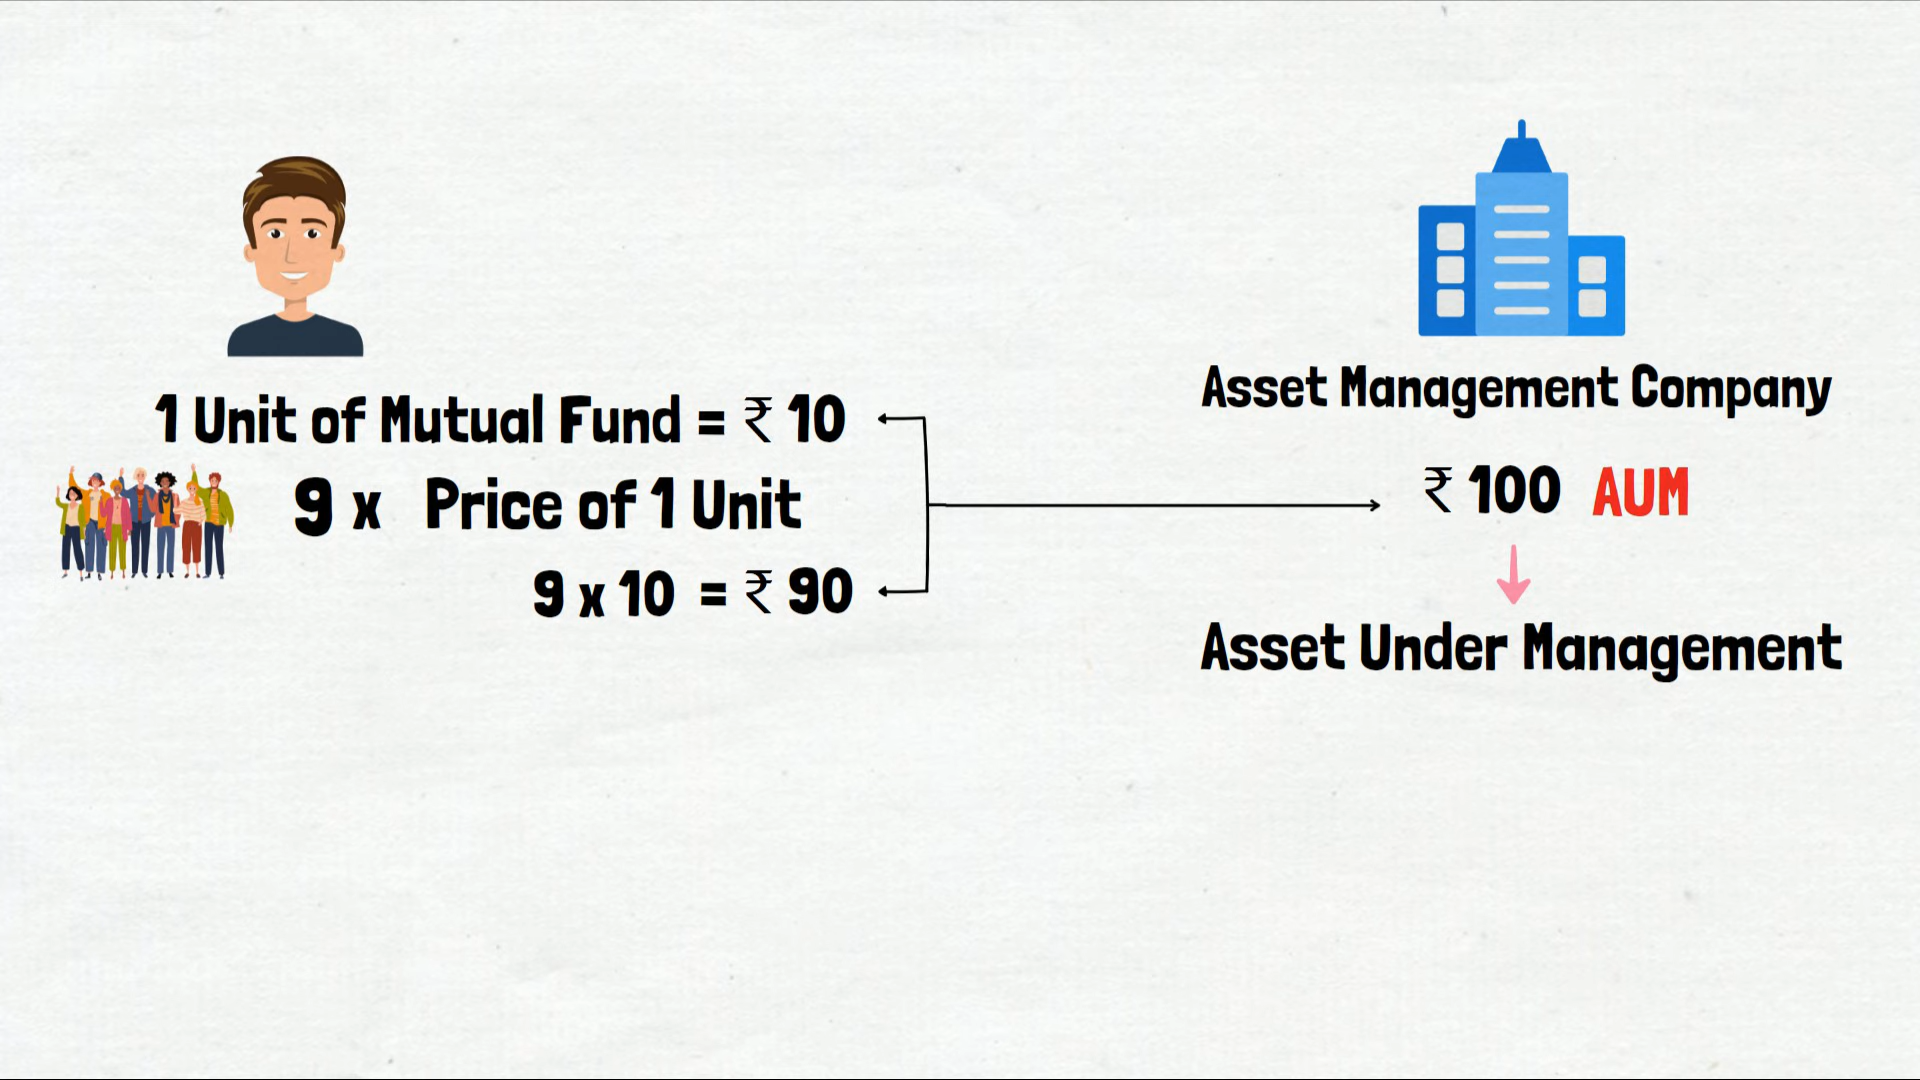 1 Unit of Mutual Fund = ₹ 10
9 x Price of 1 Unit
9 x 10 = ₹ 90
Asset Management Company
₹ 100 AUM
Asset Under Management